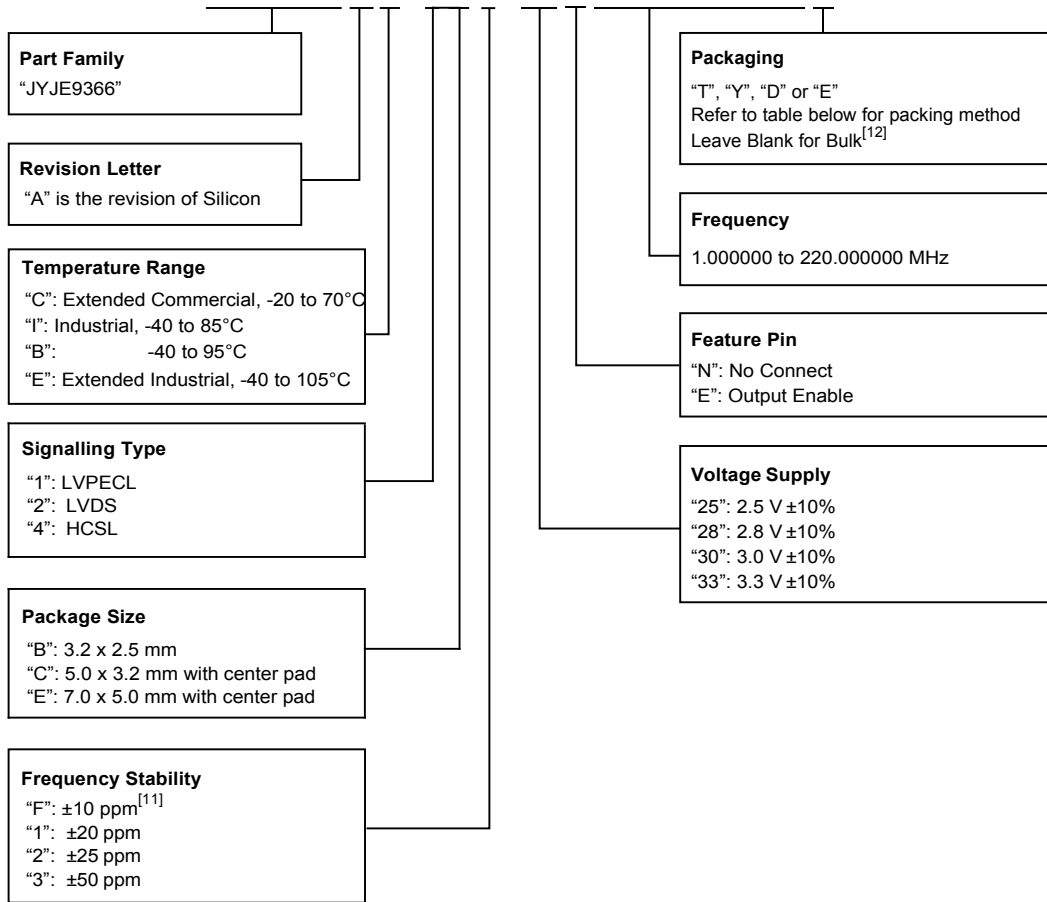 Part Family
“JYJE9366”
Revision Letter
“A” is the revision of Silicon
Temperature Range
“C”: Extended Commercial, -20 to 70°C
“I”: Industrial, -40 to 85°C
“B”: -40 to 95°C
“E”: Extended Industrial, -40 to 105°C
Signalling Type
“1”: LVPECL
“2”: LVDS
“4”: HCSL
Package Size
“B”: 3.2 x 2.5 mm
“C”: 5.0 x 3.2 mm with center pad
“E”: 7.0 x 5.0 mm with center pad
Frequency Stability
“F”: ±10 ppm[11]
“1”: ±20 ppm
“2”: ±25 ppm
“3”: ±50 ppm
Packaging
“T”, “Y”, “D” or “E”
Refer to table below for packing method
Leave Blank for Bulk[12]
Frequency
1.000000 to 220.000000 MHz
Feature Pin
“N”: No Connect
“E”: Output Enable
Voltage Supply
“25”: 2.5 V ±10%
“28”: 2.8 V ±10%
“30”: 3.0 V ±10%
“33”: 3.3 V ±10%